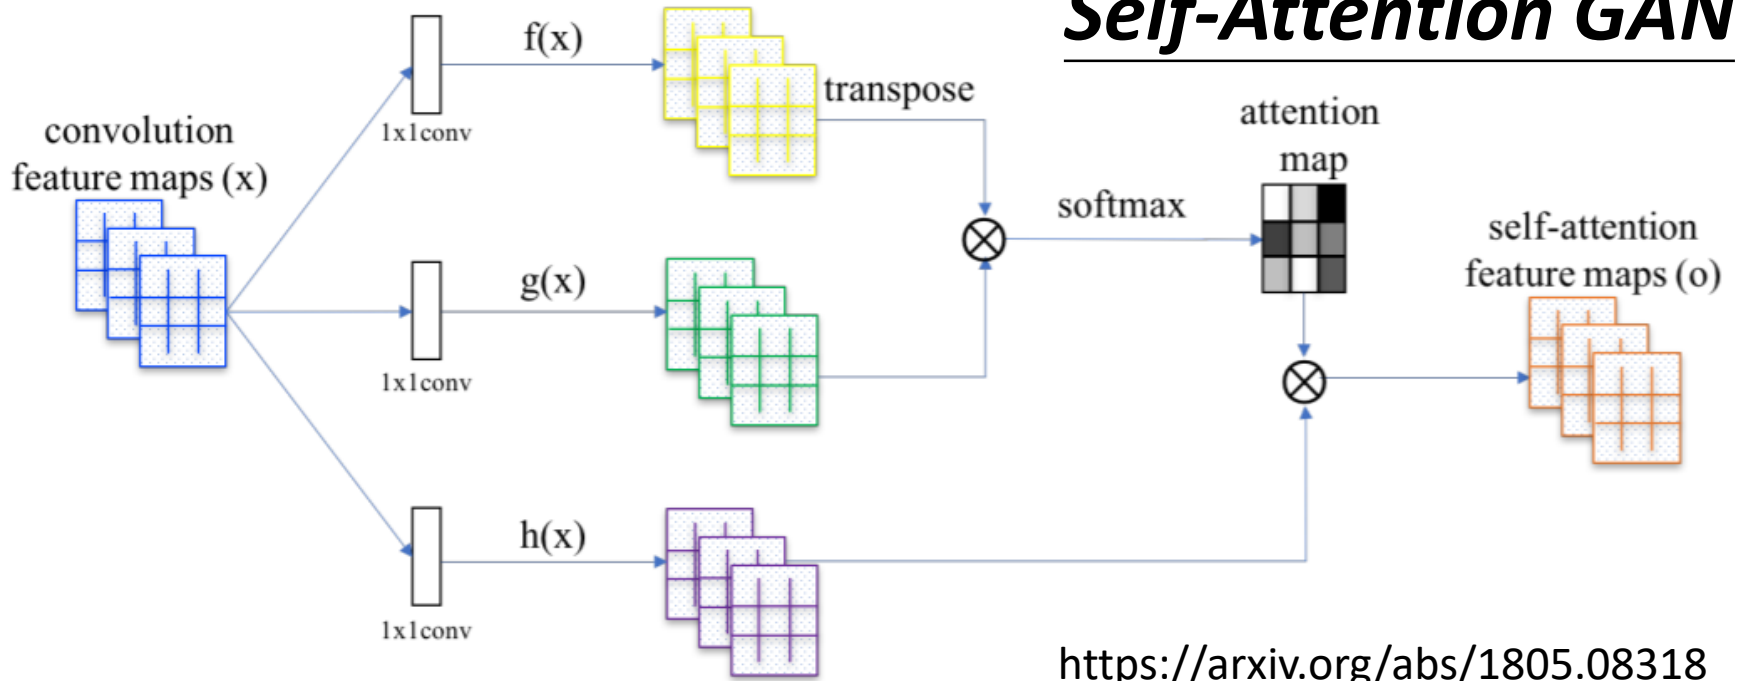 Self-Attention GAN
convolution
feature maps (x)
1x1conv
f(x)
transpose
1x1conv
g(x)
1x1conv
h(x)
softmax
attention
map
self-attention
feature maps (o)
https://arxiv.org/abs/1805.08318